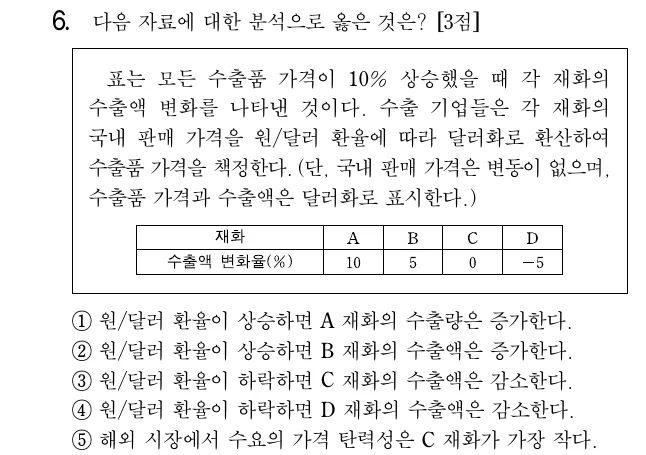 6. 다음 자료에 대한 분석으로 옳은 것은? [3점]
표는 모든 수출품 가격이 10% 상승했을 때 각 재화의
수출액 변화를 나타낸 것이다. 수출 기업들은 각 재화의
국내 판매 가격을 원/달러 환율에 따라 달러화로 환산하여
수출품 가격을 책정한다. (단, 국내 판매 가격은 변동이 없으며,
수출품 가격과 수출액은 달러화로 표시한다.)
재화 A B C D
수출액 변화율(%) 10 5 0 -5
① 원/달러 환율이 상승하면 A 재화의 수출량은 증가한다.
② 원/달러 환율이 상승하면 B 재화의 수출액은 증가한다.
③ 원/달러 환율이 하락하면 C 재화의 수출액은 감소한다.
④ 원/달러 환율이 하락하면 D 재화의 수출액은 감소한다.
⑤ 해외 시장에서 수요의 가격 탄력성은 C 재화가 가장 작다.